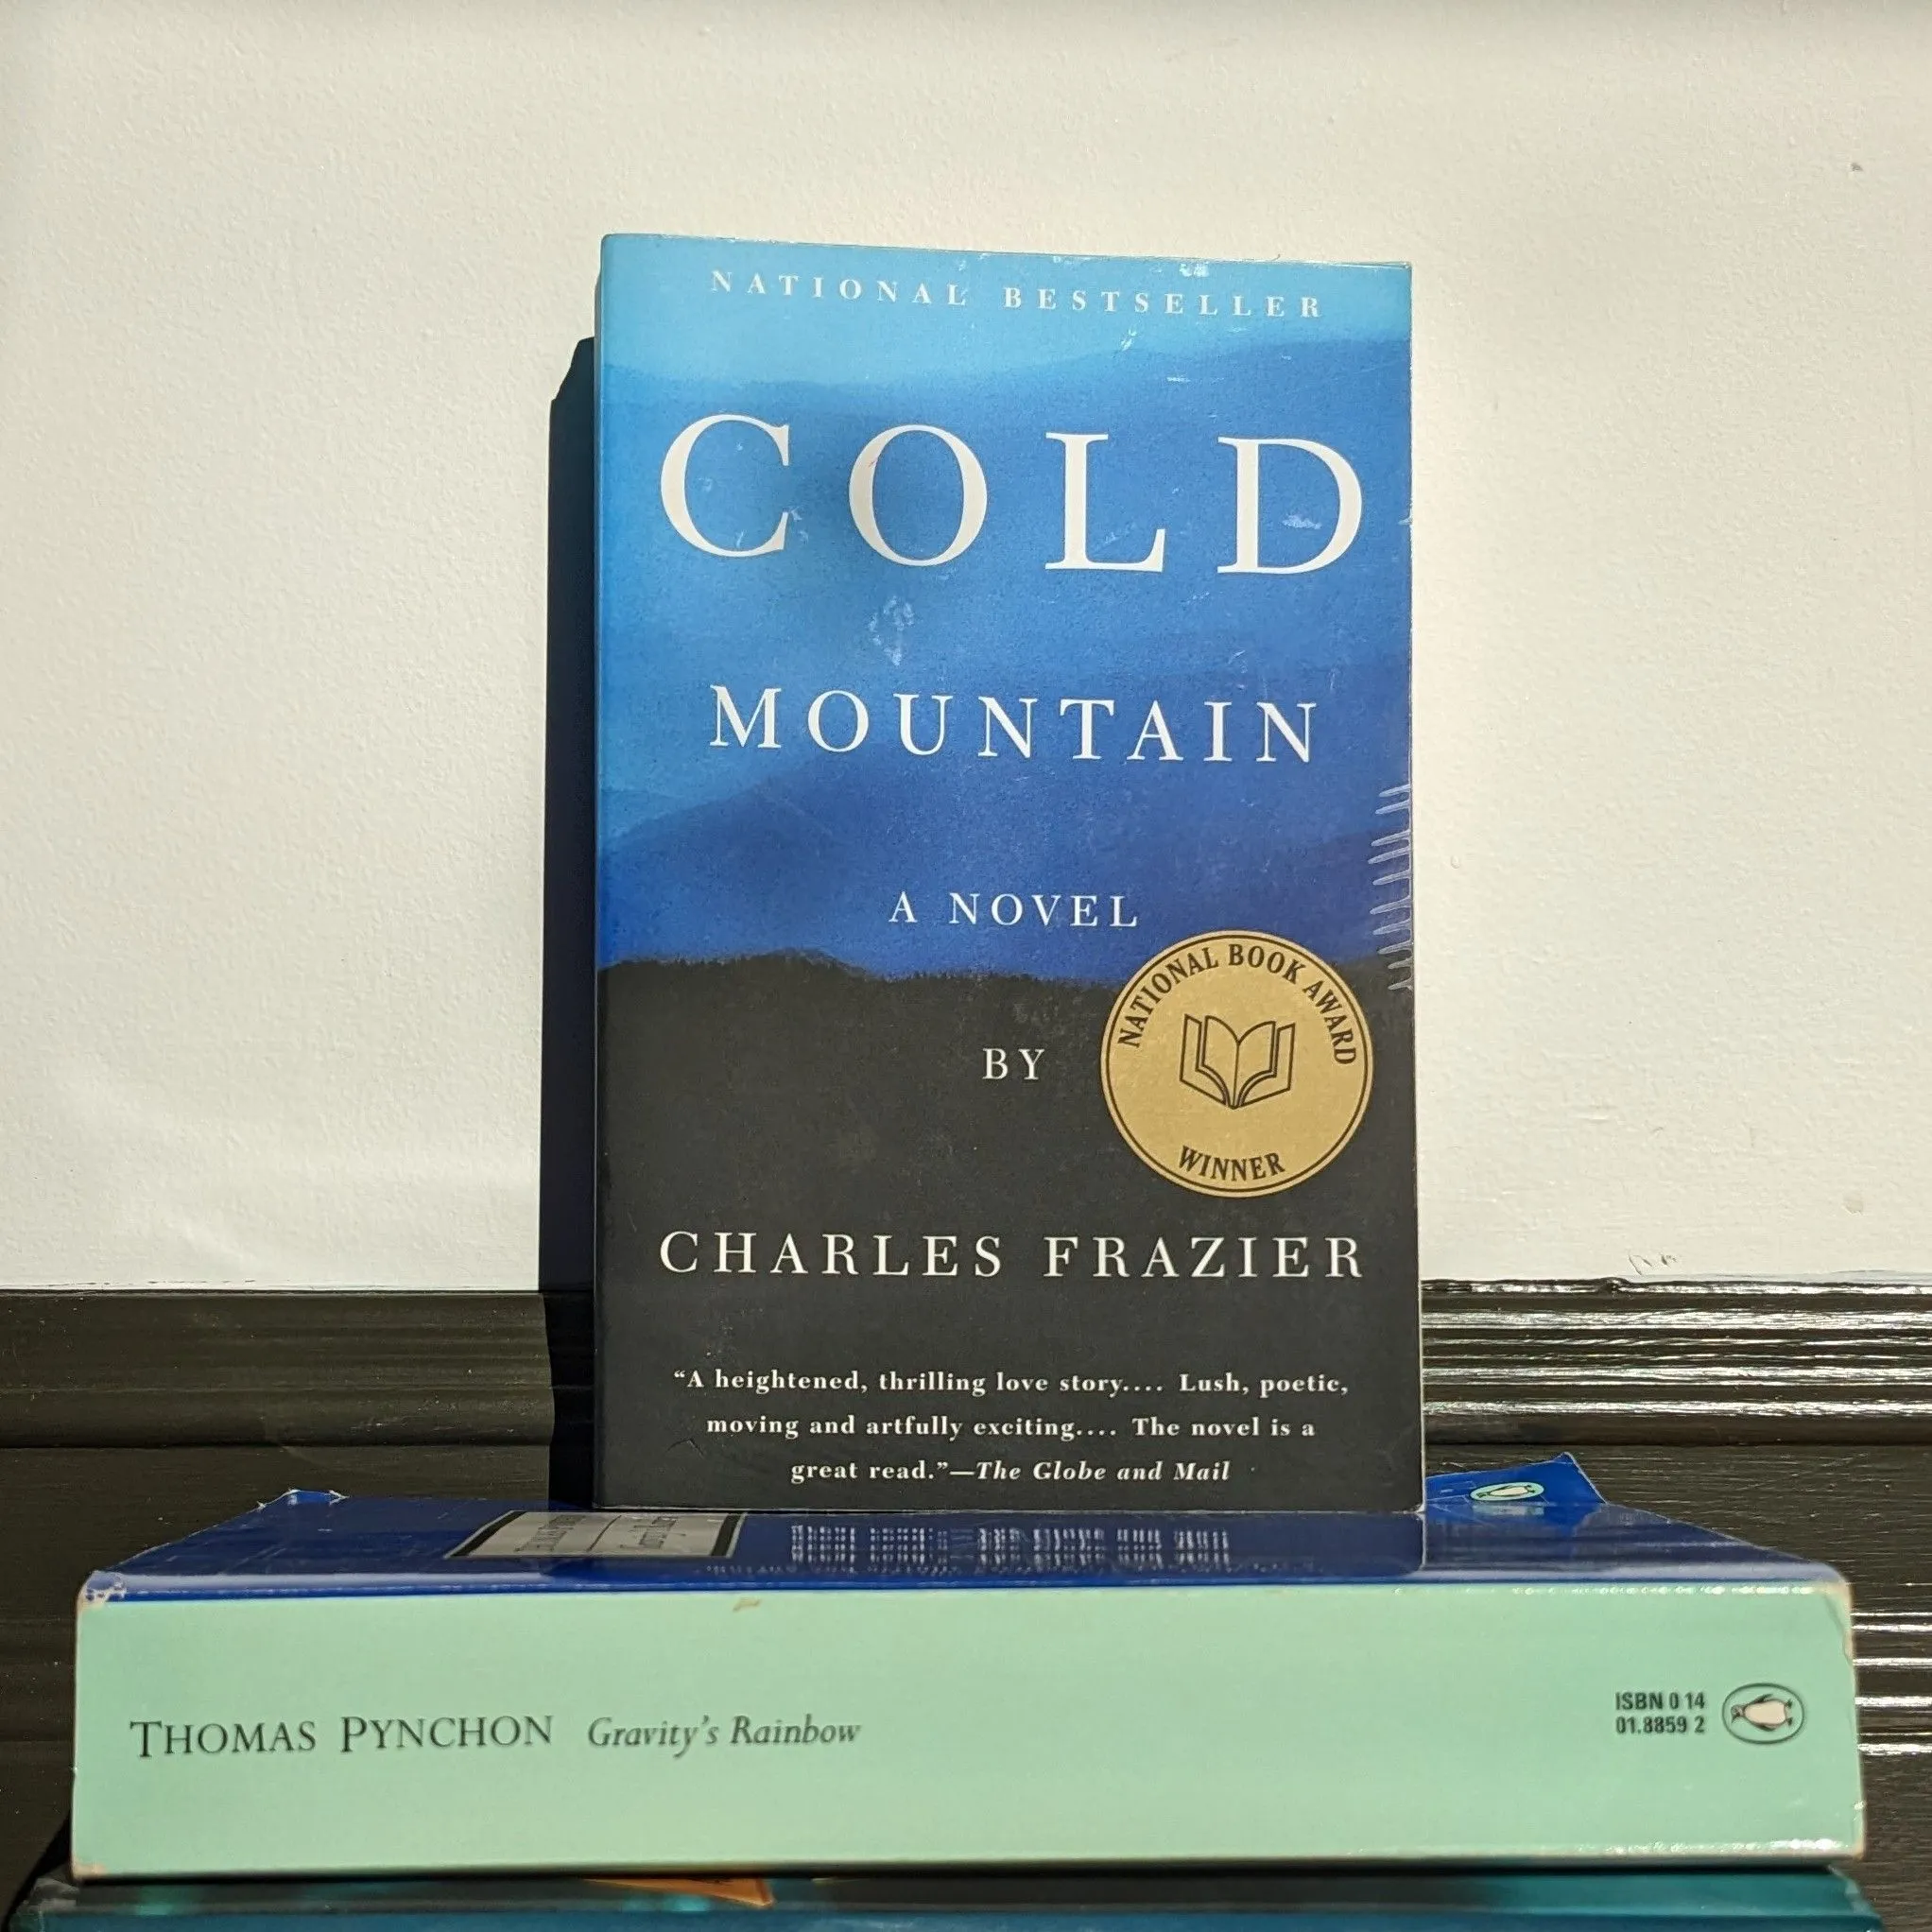 NATIONAL BESTSELLER
COLD
MOUNTAIN
A NOVEL
BY
NATIONAL BOOK AWARD
WINNER
CHARLES FRAZIER
“A heightened, thrilling love story.... Lush, poetic,
moving and artfully exciting.... The novel is a
great read.”—The Globe and Mail
THOMAS PYNCHON Gravity's Rainbow
ISBN 0 14
01.8859 2